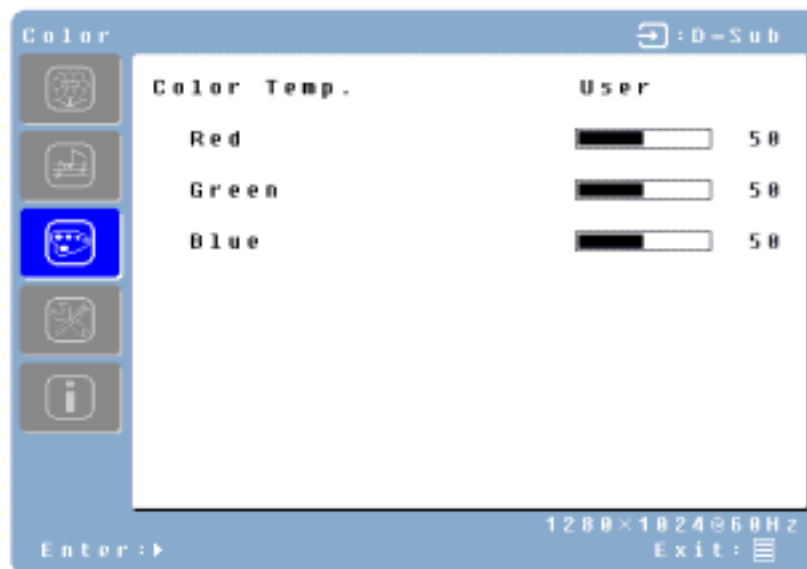 Color :D-Sub
Color Temp. User
Red 50
Green 50
Blue 50
1280×1024@60Hz
Enter: Exit: